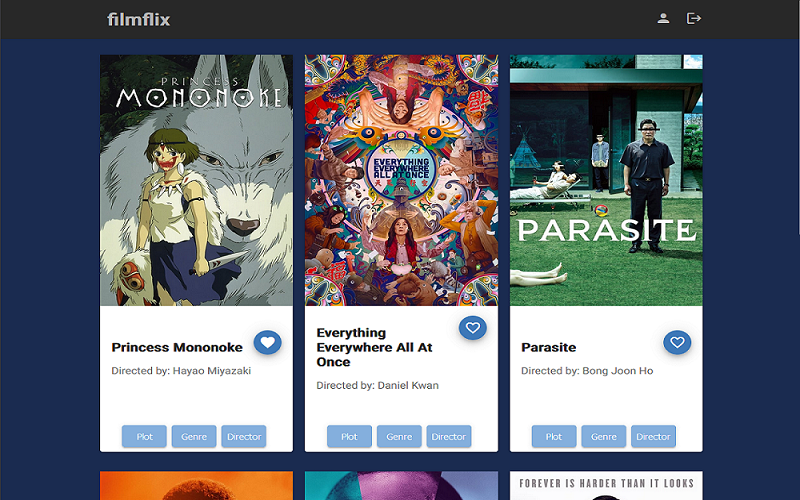 filmflix
PRINCESS
MONONOKE
EVERYTHING
EVERYWHERE
ALL AT ONCE
PARASITE
Princess Mononoke
Directed by: Hayao Miyazaki
Plot Genre Director
Everything
Everywhere All At
Once
Directed by: Daniel Kwan
Plot Genre Director
Parasite
Directed by: Bong Joon Ho
Plot Genre Director
FOREVER IS HARDER THAN IT LOOKS